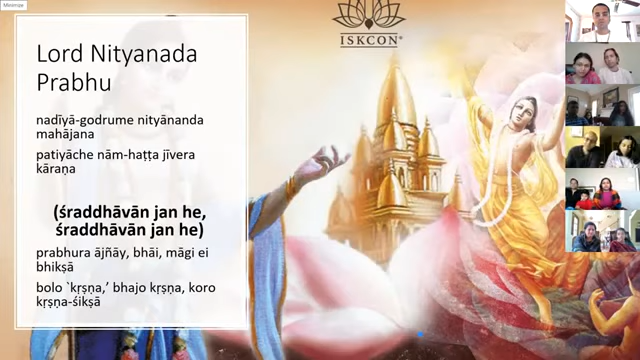 Minimize
ISKCON®
Lord Nityanada
Prabhu
nadīyā-godrume nityānanda
mahājana
patiyāche nām-haṭṭa jīvera
kāraṇa
(śraddhāvān jan he,
śraddhāvān jan he)
prabhura ājñāy, bhāi, māgi ei
bhikṣā
bolo `kṛṣṇa,’ bhajo kṛṣṇa, koro
kṛṣṇa-śikṣā